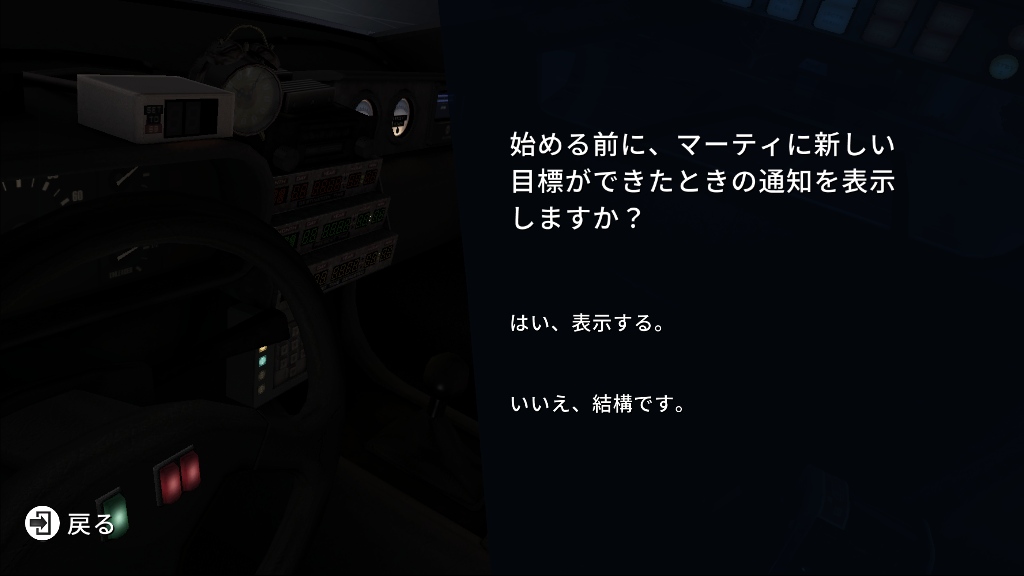 始める前に、マーティに新しい
目標ができたときの通知を表示
しますか？
はい、表示する。
いいえ、結構です。
戻る